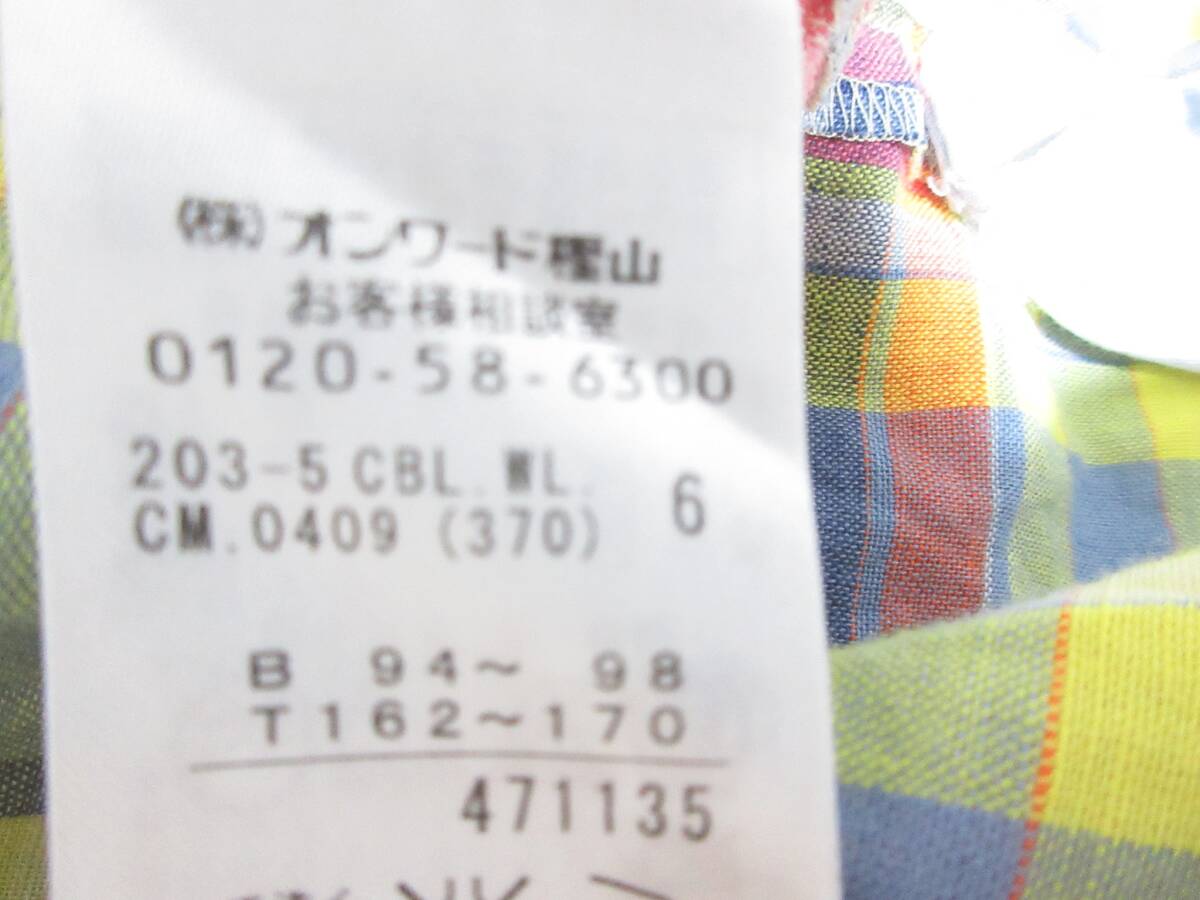 (株)オンワード樫山
お客様相談室
0120-58-6300
203-5 CBL.WL.
CM.0409 (370) 6
B 94～ 98
T162～170
471135